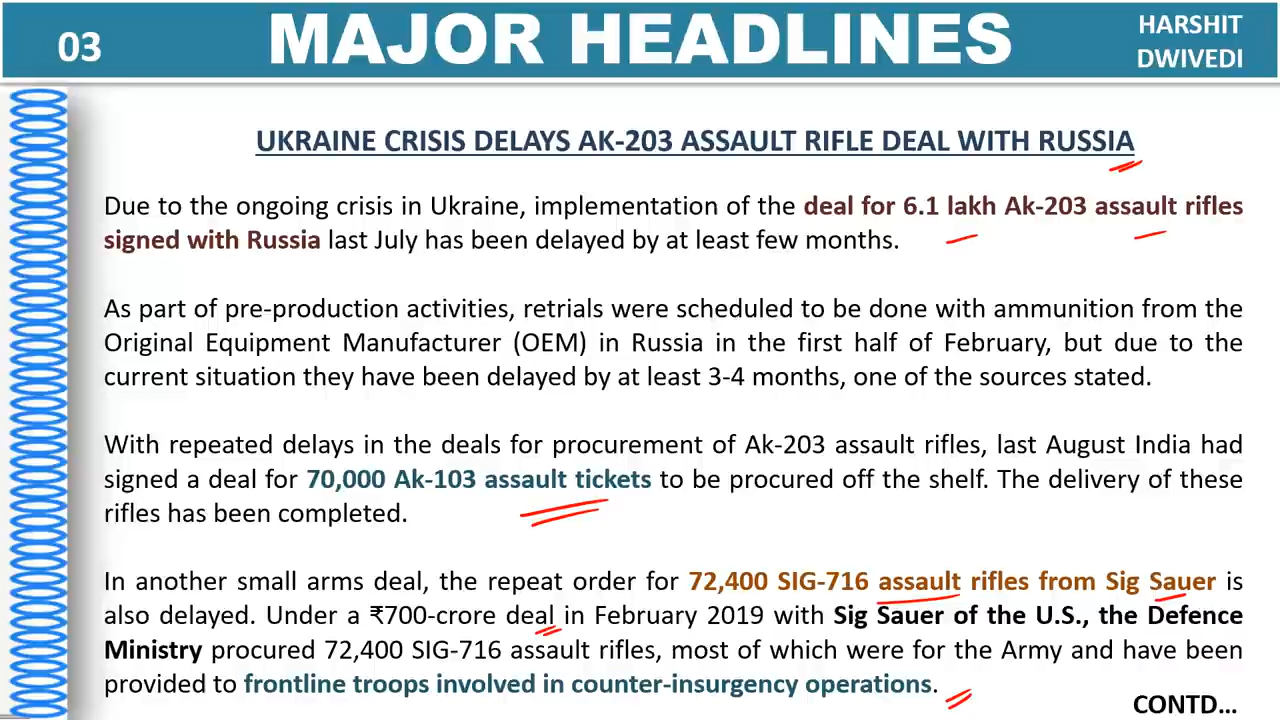 03
MAJOR HEADLINES
HARSHIT
DWIVEDI
UKRAINE CRISIS DELAYS AK-203 ASSAULT RIFLE DEAL WITH RUSSIA
Due to the ongoing crisis in Ukraine, implementation of the deal for 6.1 lakh Ak-203 assault rifles
signed with Russia last July has been delayed by at least few months.
As part of pre-production activities, retrials were scheduled to be done with ammunition from the
Original Equipment Manufacturer (OEM) in Russia in the first half of February, but due to the
current situation they have been delayed by at least 3-4 months, one of the sources stated.
With repeated delays in the deals for procurement of Ak-203 assault rifles, last August India had
signed a deal for 70,000 Ak-103 assault tickets to be procured off the shelf. The delivery of these
rifles has been completed.
In another small arms deal, the repeat order for 72,400 SIG-716 assault rifles from Sig Sauer is
also delayed. Under a ₹700-crore deal in February 2019 with Sig Sauer of the U.S., the Defence
Ministry procured 72,400 SIG-716 assault rifles, most of which were for the Army and have been
provided to frontline troops involved in counter-insurgency operations.
CONTD…